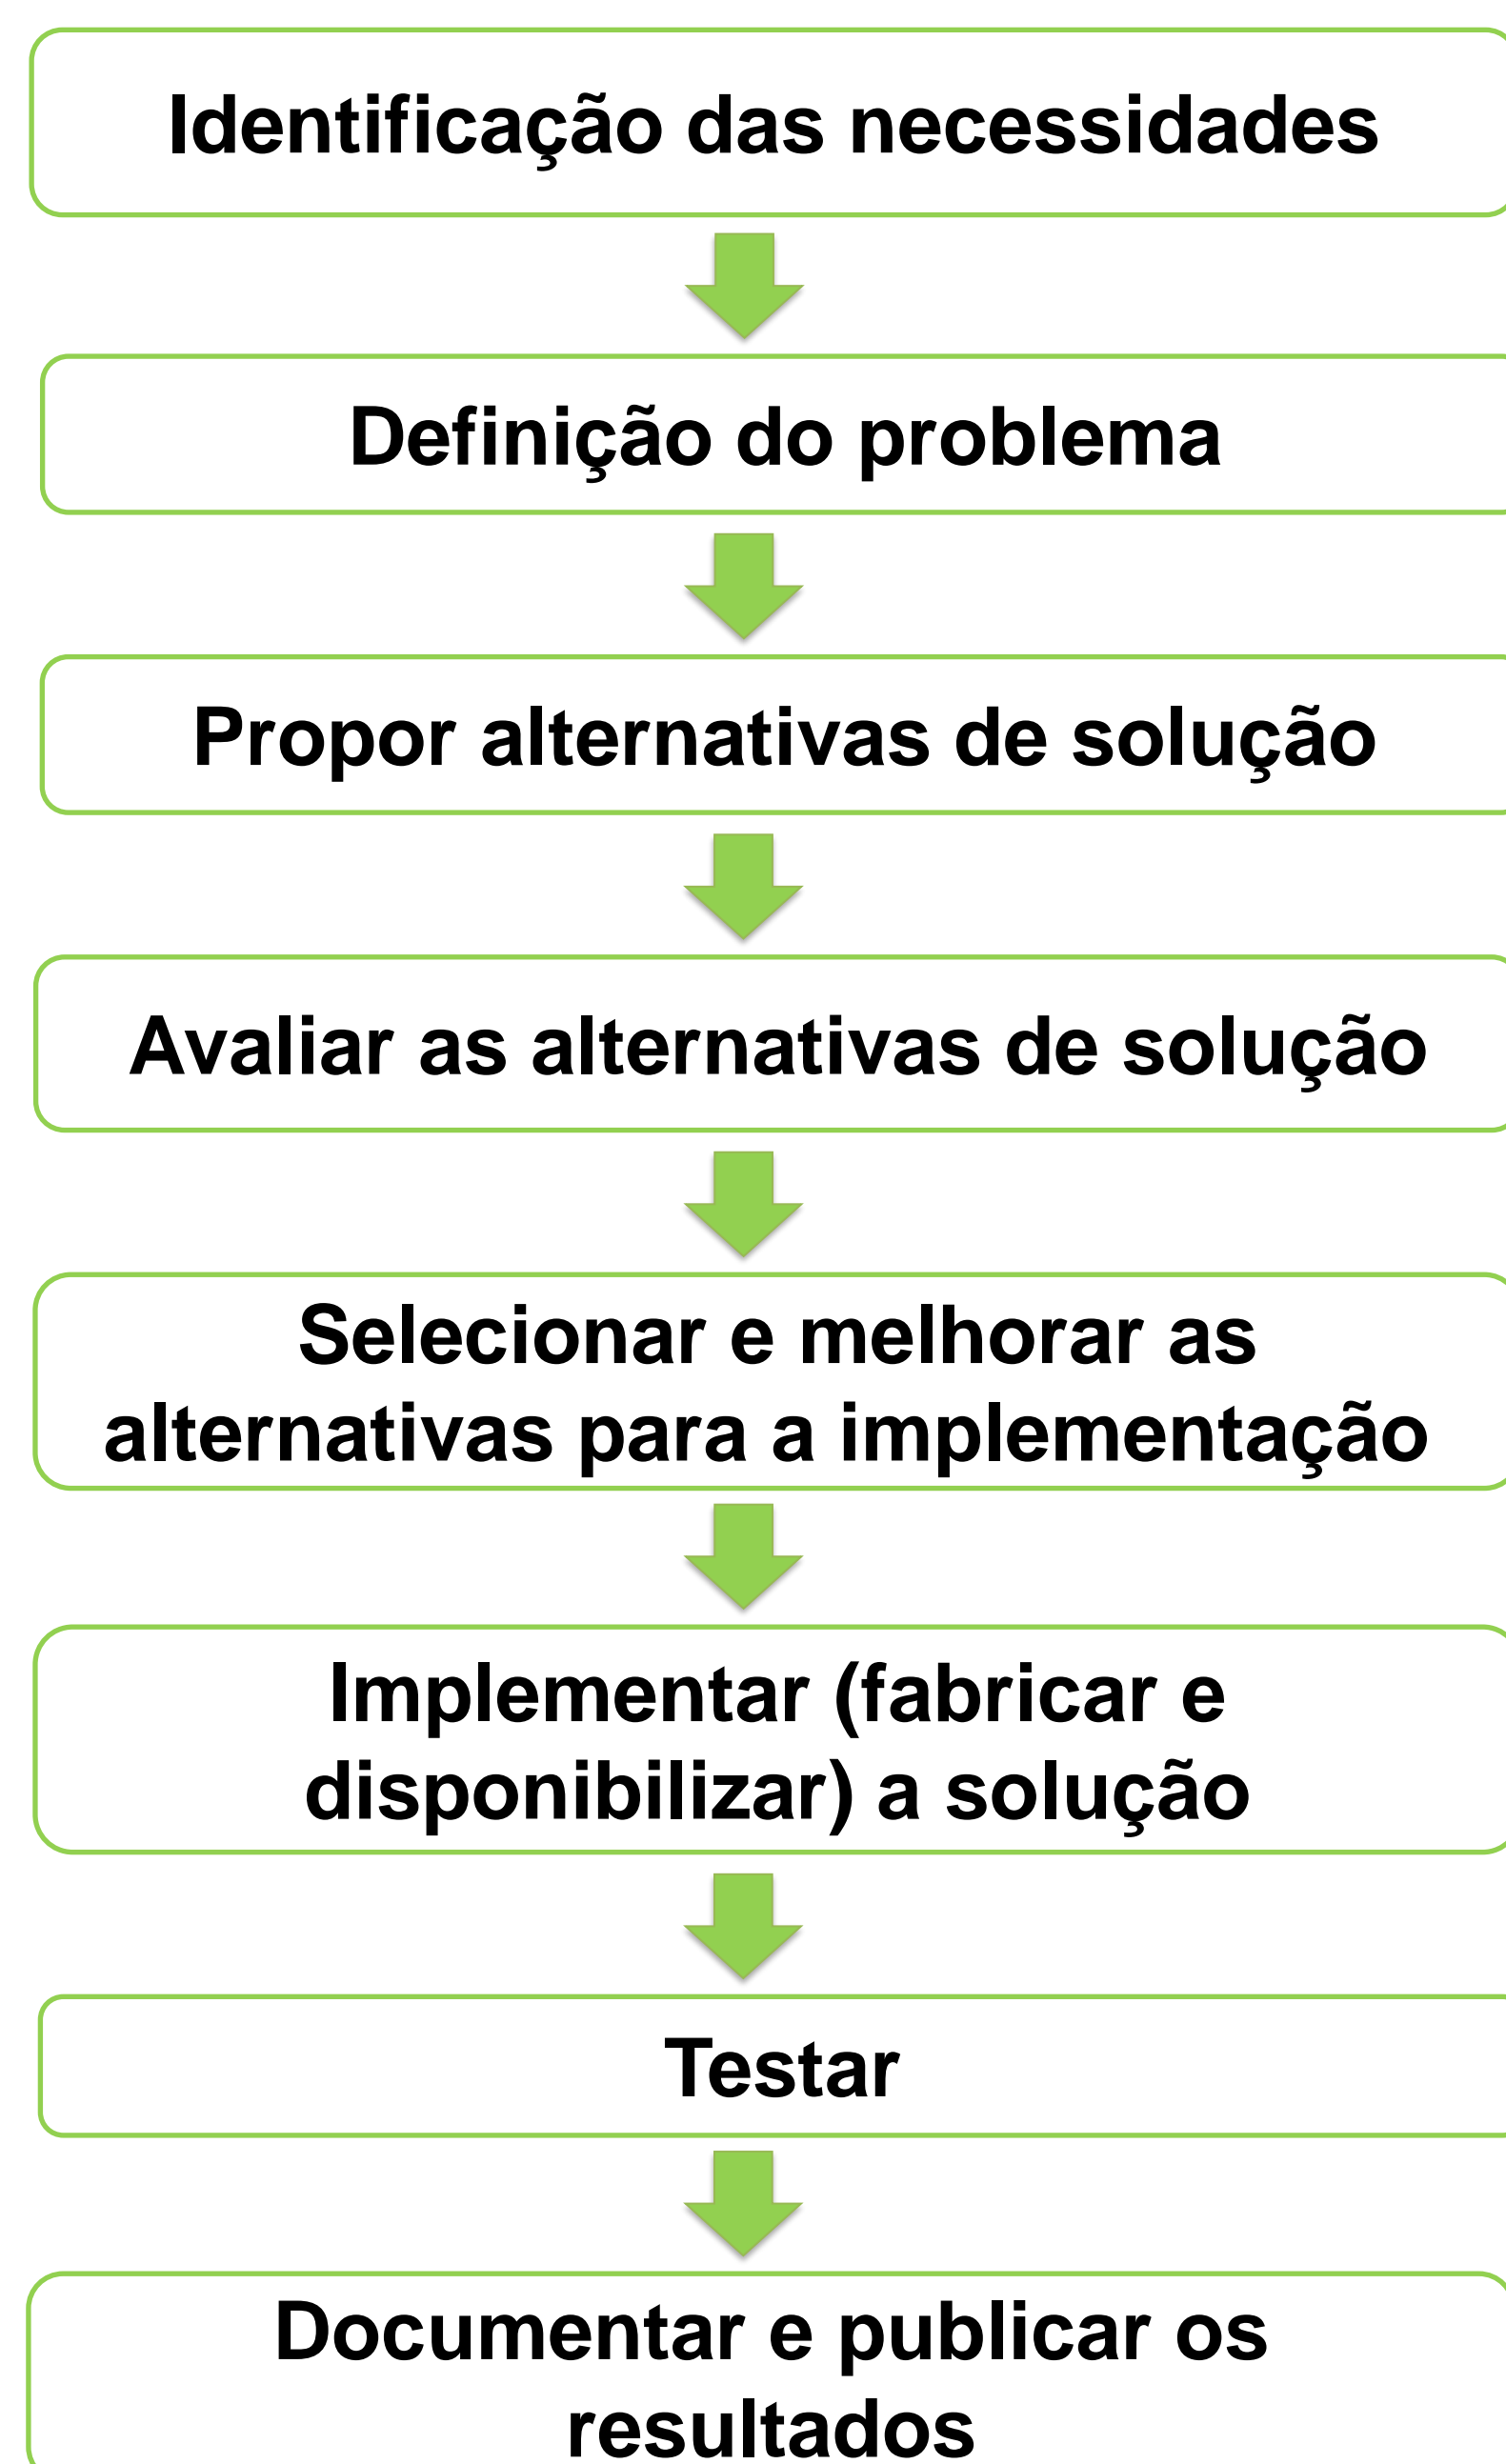 Identificação das necessidades
Definição do problema
Propor alternativas de solução
Avaliar as alternativas de solução
Selecionar e melhorar as
alternativas para a implementação
Implementar (fabricar e
disponibilizar) a solução
Testar
Documentar e publicar os
resultados